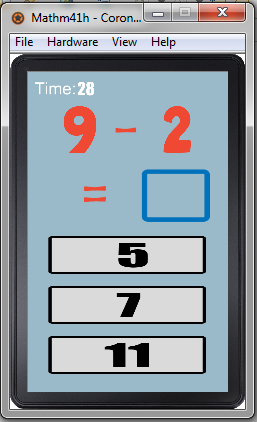 Mathm41h - Coron...
File Hardware View Help
Time:28
9 - 2
=
5
7
11